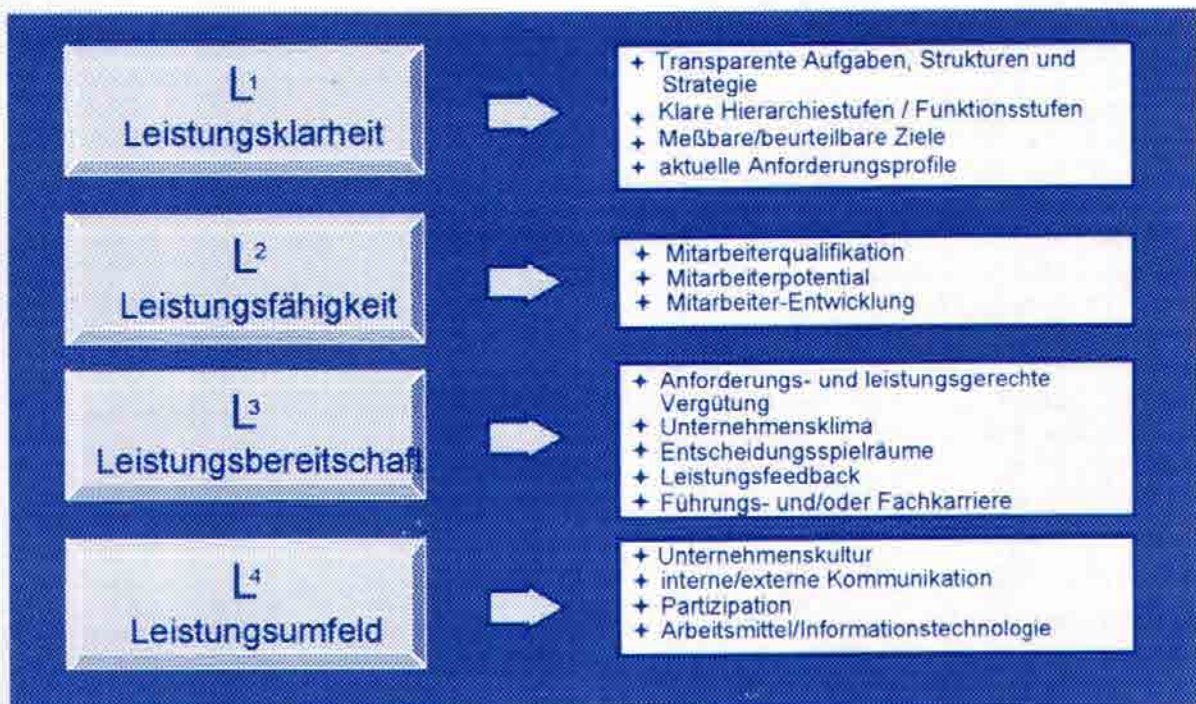 L¹
Leistungsklarheit
+ Transparente Aufgaben, Strukturen und
Strategie
+ Klare Hierarchiestufen / Funktionsstufen
+ Meßbare/beurteilbare Ziele
+ aktuelle Anforderungsprofile
L²
Leistungsfähigkeit
+ Mitarbeiterqualifikation
+ Mitarbeiterpotential
+ Mitarbeiter-Entwicklung
L³
Leistungsbereitschaft
+ Anforderungs- und leistungsgerechte
Vergütung
+ Unternehmensklima
+ Entscheidungsspielräume
+ Leistungsfeedback
+ Führungs- und/oder Fachkarriere
L⁴
Leistungsumfeld
+ Unternehmenskultur
+ interne/externe Kommunikation
+ Partizipation
+ Arbeitsmittel/Informationstechnologie